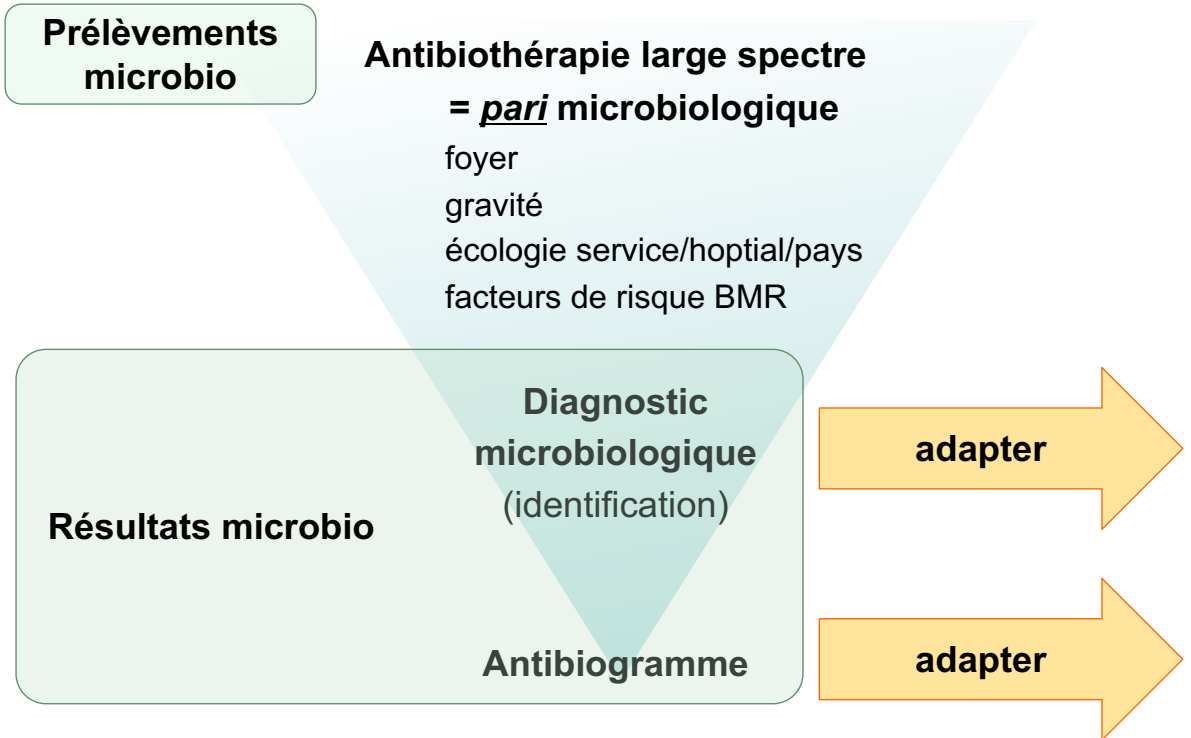 Prélèvements
microbio
Antibiothérapie large spectre
= pari microbiologique
foyer
gravité
écologie service/hoptial/pays
facteurs de risque BMR
Diagnostic
microbiologique
(identification)
adapter
Résultats microbio
Antibiogramme
adapter